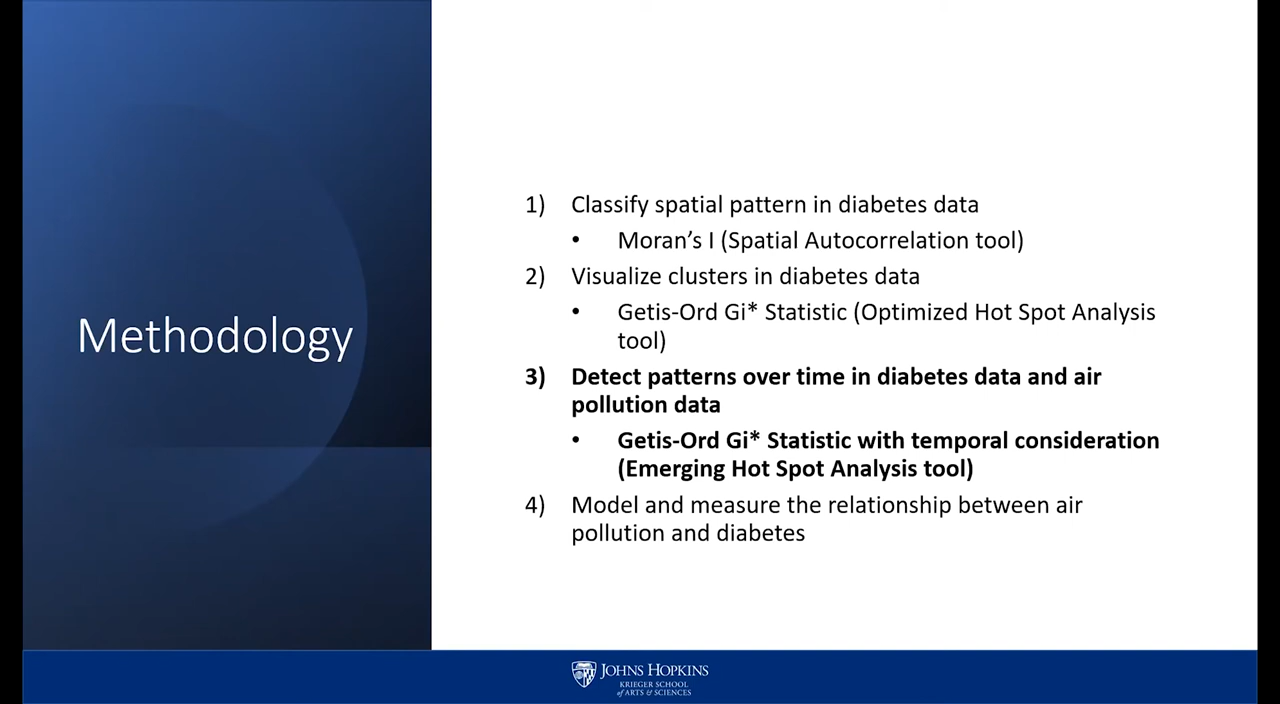 Methodology
1) Classify spatial pattern in diabetes data
• Moran’s I (Spatial Autocorrelation tool)
2) Visualize clusters in diabetes data
• Getis-Ord Gi* Statistic (Optimized Hot Spot Analysis
tool)
3) Detect patterns over time in diabetes data and air
pollution data
• Getis-Ord Gi* Statistic with temporal consideration
(Emerging Hot Spot Analysis tool)
4) Model and measure the relationship between air
pollution and diabetes
JOHNS HOPKINS
KRIEGER SCHOOL
of ARTS & SCIENCES